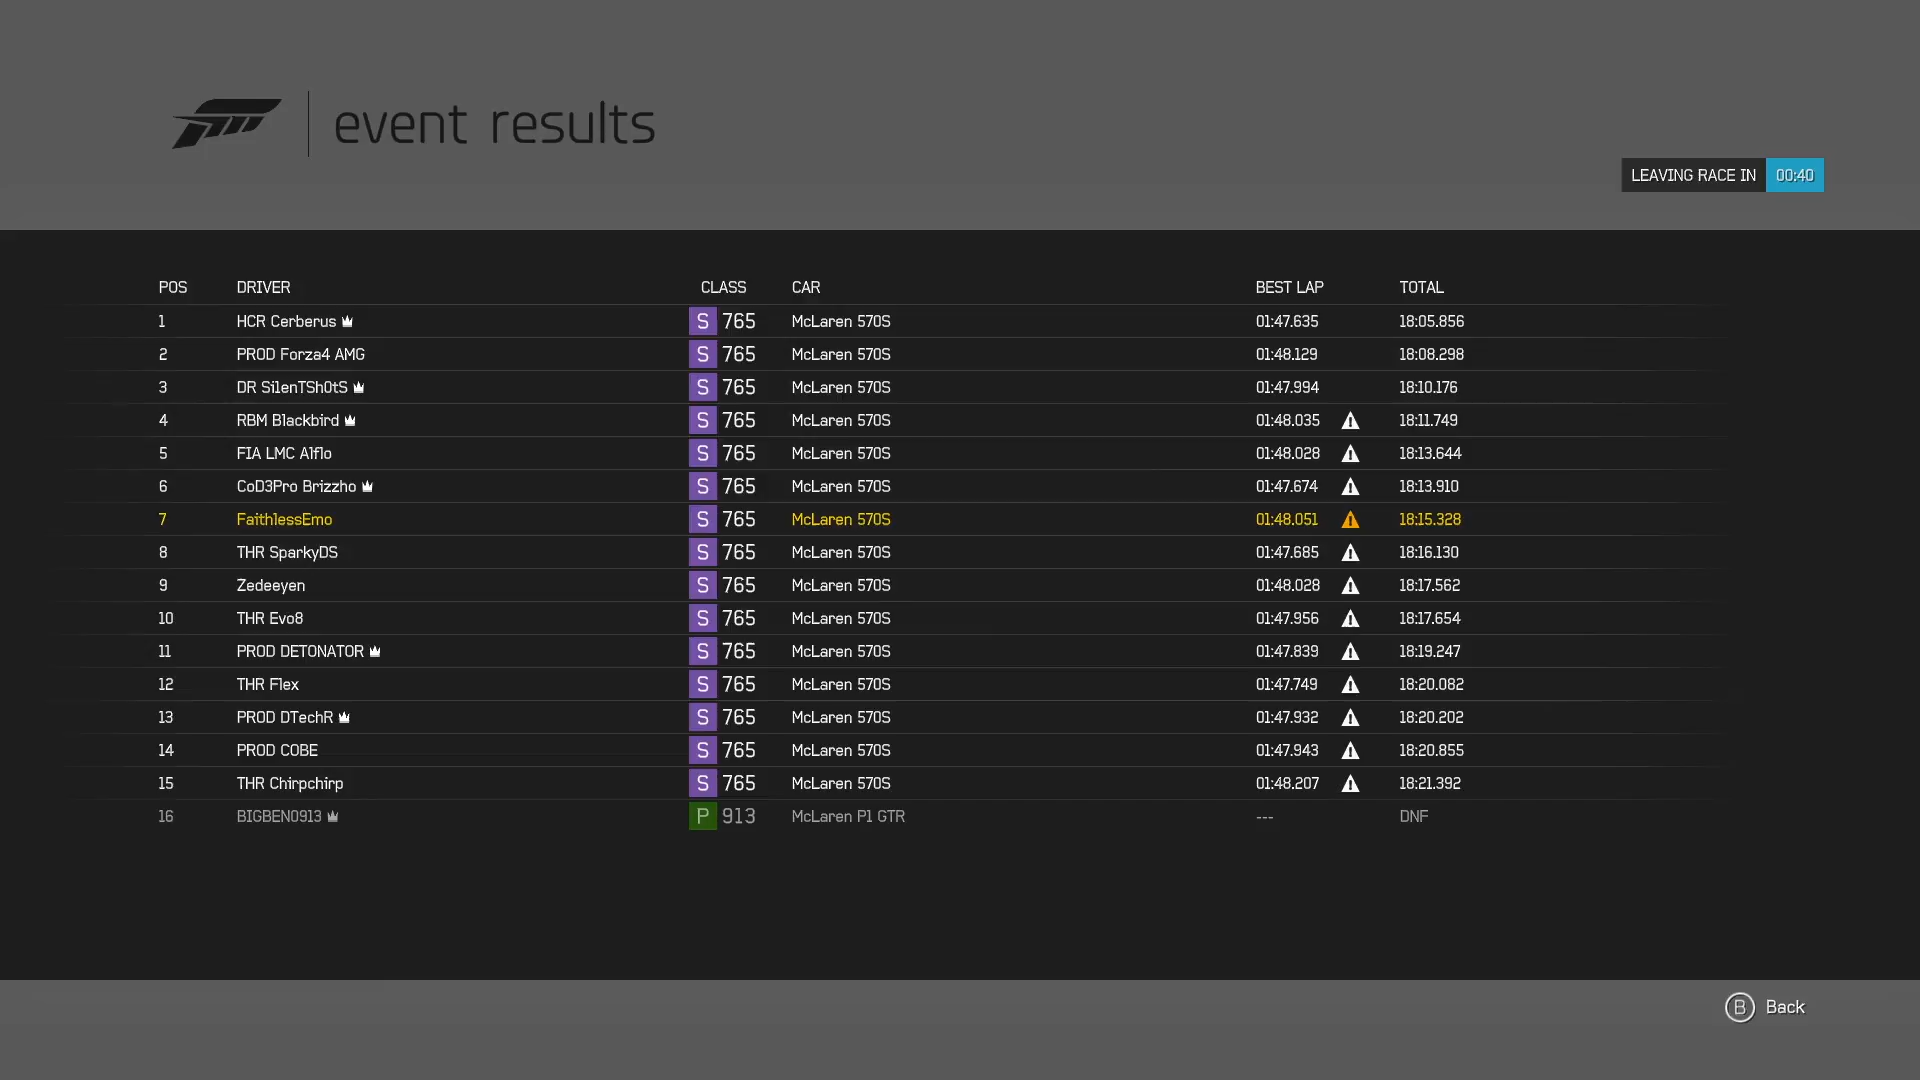 event results
LEAVING RACE IN 00:40
POS DRIVER CLASS CAR BEST LAP TOTAL
1 HCR Cerberus S 765 McLaren 570S 01:47.635 18:05.856
2 PROD Forza4 AMG S 765 McLaren 570S 01:48.129 18:08.298
3 DR SilenTSh0tS S 765 McLaren 570S 01:47.994 18:10.176
4 RBM Blackbird S 765 McLaren 570S 01:48.035 18:11.749
5 FIA LMC Alflo S 765 McLaren 570S 01:48.028 18:13.644
6 CoD3Pro Brizzho S 765 McLaren 570S 01:47.674 18:13.910
7 FaithlessEmo S 765 McLaren 570S 01:48.051 18:15.328
8 THR SparkyDS S 765 McLaren 570S 01:47.685 18:16.130
9 Zedeeyen S 765 McLaren 570S 01:48.028 18:17.562
10 THR Evo8 S 765 McLaren 570S 01:47.956 18:17.654
11 PROD DETONATOR S 765 McLaren 570S 01:47.839 18:19.247
12 THR Flex S 765 McLaren 570S 01:47.749 18:20.082
13 PROD DTechR S 765 McLaren 570S 01:47.932 18:20.202
14 PROD COBE S 765 McLaren 570S 01:47.943 18:20.855
15 THR Chirpchirp S 765 McLaren 570S 01:48.207 18:21.392
16 BIGBEN0913 P 913 McLaren P1 GTR --- DNF
B Back